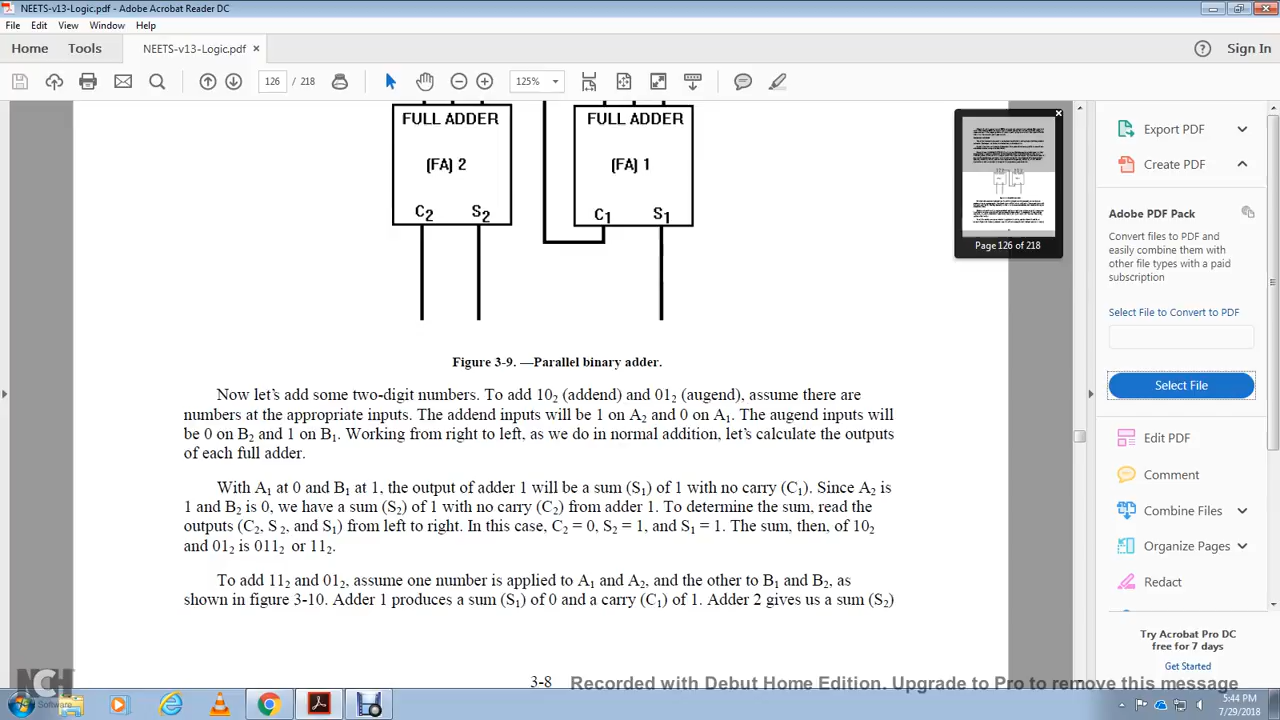 NEETS-v13-Logic.pdf - Adobe Acrobat Reader DC
File Edit View Window Help
Home Tools NEETS-v13-Logic.pdf × Sign In
126 / 218 125%
FULL ADDER FULL ADDER
(FA) 2 (FA) 1
C₂ S₂ C₁ S₁
Figure 3-9. —Parallel binary adder.
Now let's add some two-digit numbers. To add 10₂ (addend) and 01₂ (augend), assume there are
numbers at the appropriate inputs. The addend inputs will be 1 on A₂ and 0 on A₁. The augend inputs will
be 0 on B₂ and 1 on B₁. Working from right to left, as we do in normal addition, let's calculate the outputs
of each full adder.
With A₁ at 0 and B₁ at 1, the output of adder 1 will be a sum (S₁) of 1 with no carry (C₁). Since A₂ is
1 and B₂ is 0, we have a sum (S₂) of 1 with no carry (C₂) from adder 1. To determine the sum, read the
outputs (C₂, S ₂, and S₁) from left to right. In this case, C₂ = 0, S₂ = 1, and S₁ = 1. The sum, then, of 10₂
and 01₂ is 011₂ or 11₂.
To add 11₂ and 01₂, assume one number is applied to A₁ and A₂, and the other to B₁ and B₂, as
shown in figure 3-10. Adder 1 produces a sum (S₁) of 0 and a carry (C₁) of 1. Adder 2 gives us a sum (S₂)
3-8
Page 126 of 218
Export PDF
Create PDF
Adobe PDF Pack
Convert files to PDF and
easily combine them with
other file types with a paid
subscription
Select File to Convert to PDF
Select File
Edit PDF
Comment
Combine Files
Organize Pages
Redact
Try Acrobat Pro DC
free for 7 days
Get Started
Recorded with Debut Home Edition. Upgrade to Pro to remove this message
NCH
Software
5:44 PM
7/29/2018